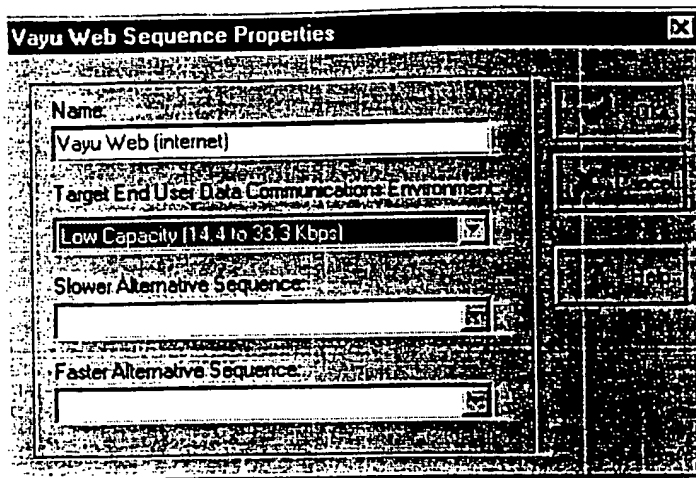 Vayu Web Sequence Properties
Name:
Vayu Web (internet)
Target End User Data Communications Environment:
Low Capacity (14.4 to 33.3 Kbps)
Slower Alternative Sequence:
Faster Alternative Sequence:
Cancel